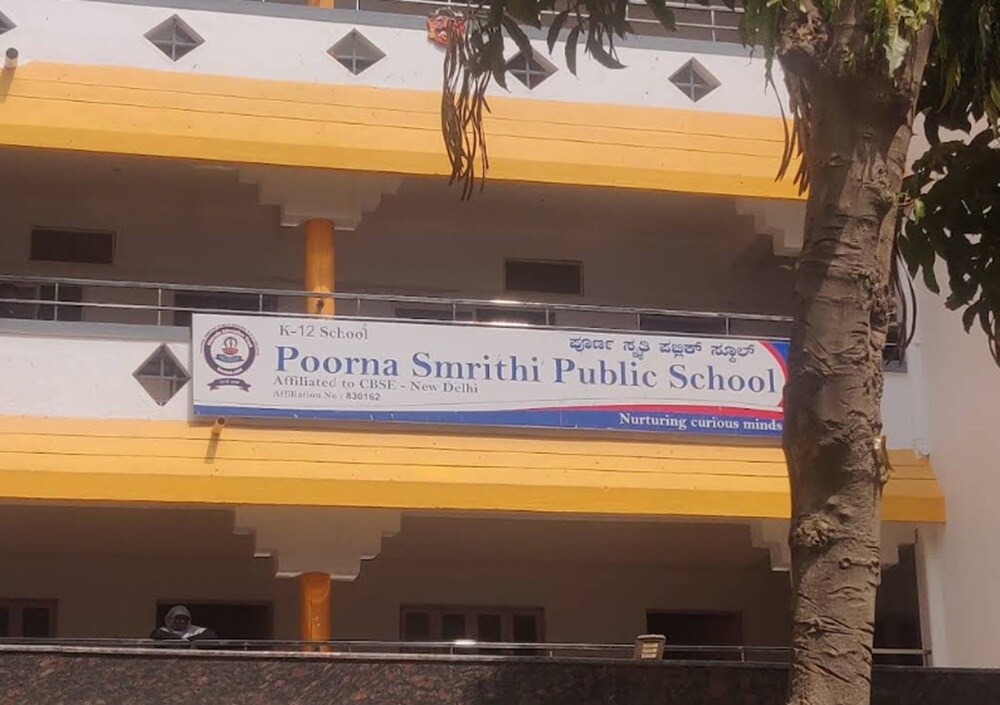 K-12 School
ಪೂರ್ಣ ಸ್ಮೃತಿ ಪಬ್ಲಿಕ್ ಸ್ಕೂಲ್
Poorna Smrithi Public School
Affiliated to CBSE - New Delhi
Affiliation No : 830162
Nurturing curious minds